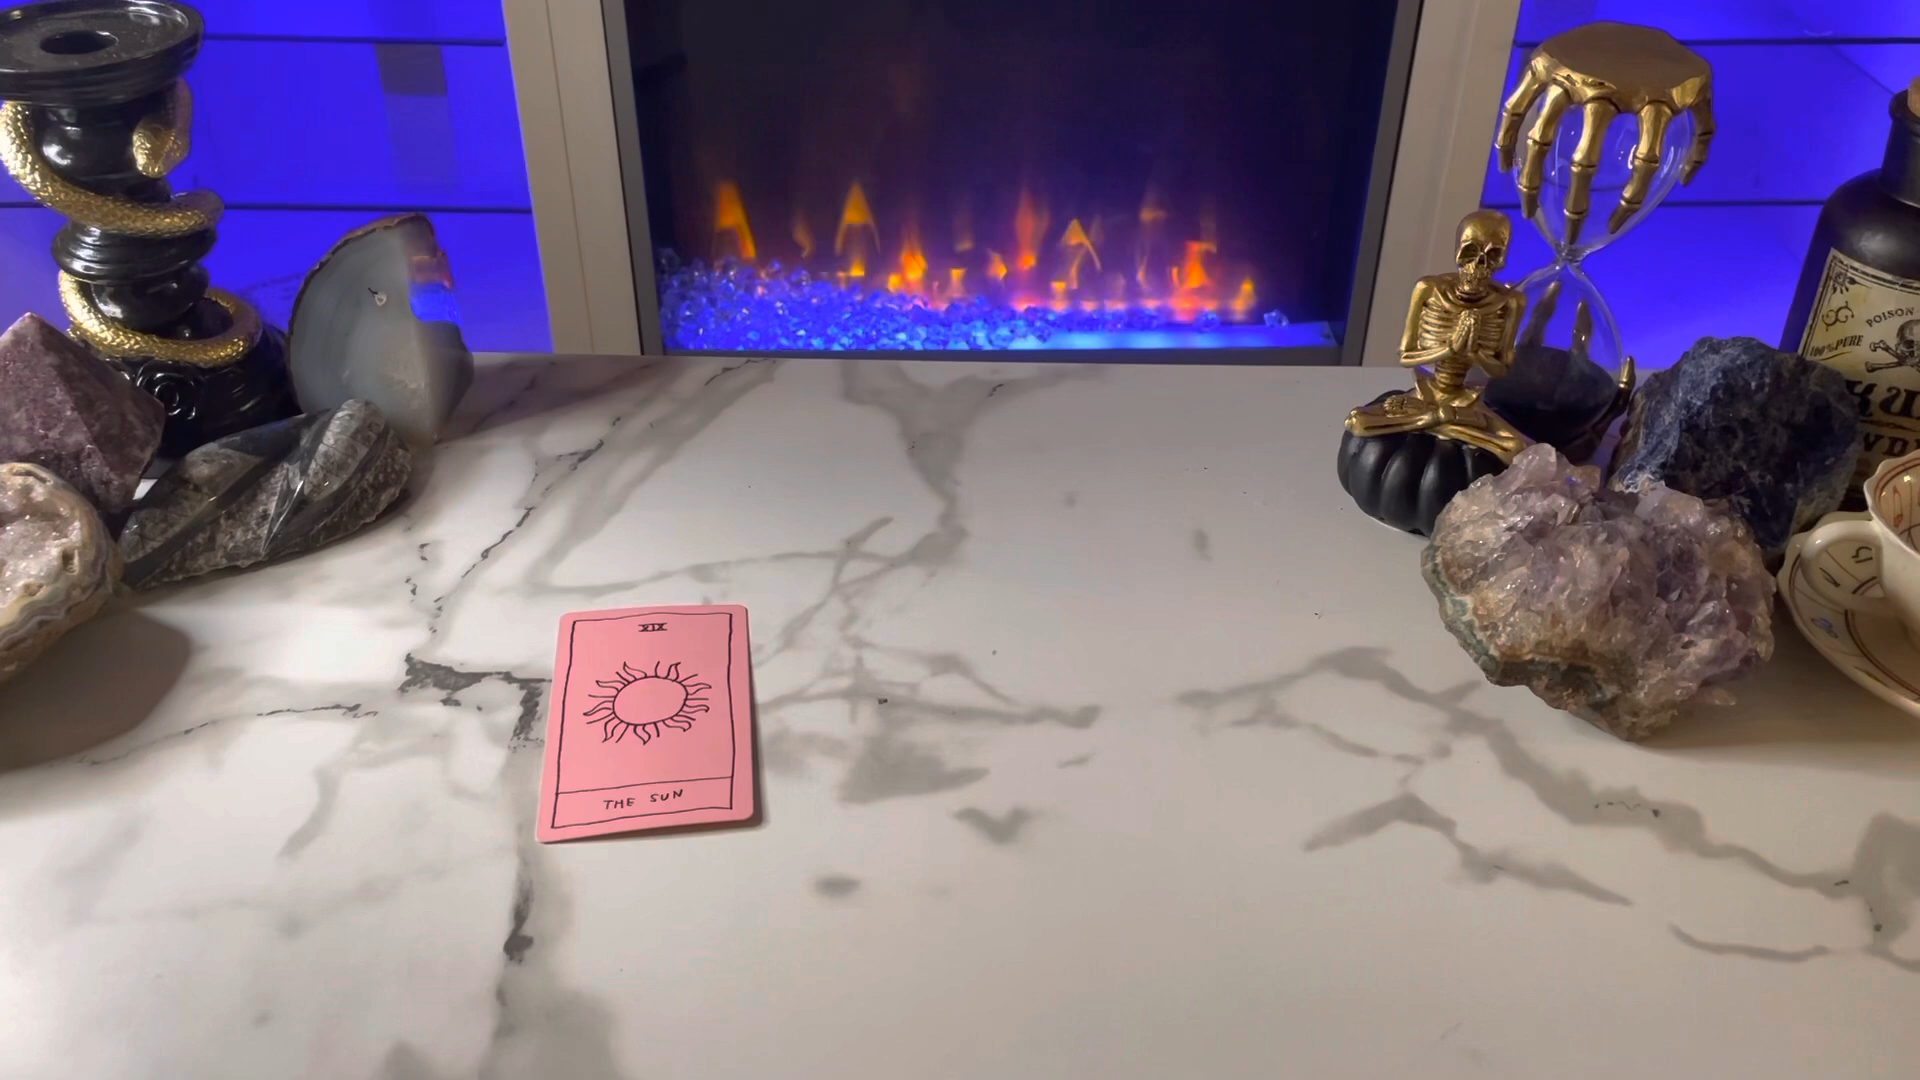 XIX
THE SUN
POISON
100% PURE